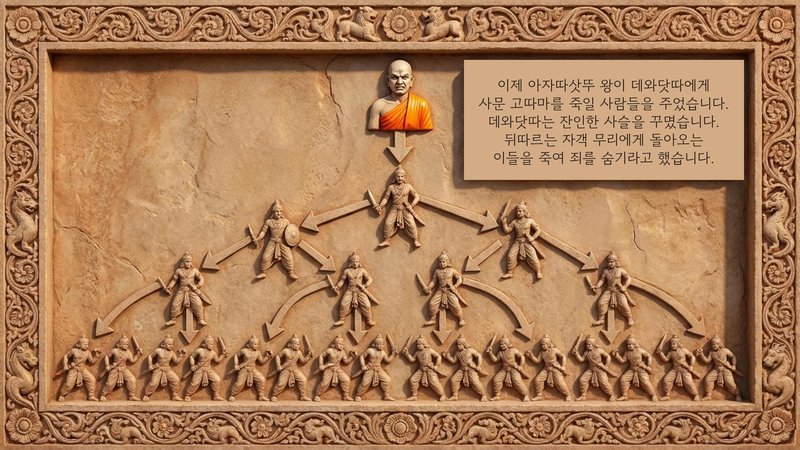 이제 아자따삿뚜 왕이 데와닷따에게
사문 고따마를 죽일 사람들을 주었습니다.
데와닷따는 잔인한 사슬을 꾸몄습니다.
뒤따르는 자객 무리에게 돌아오는
이들을 죽여 죄를 숨기라고 했습니다.